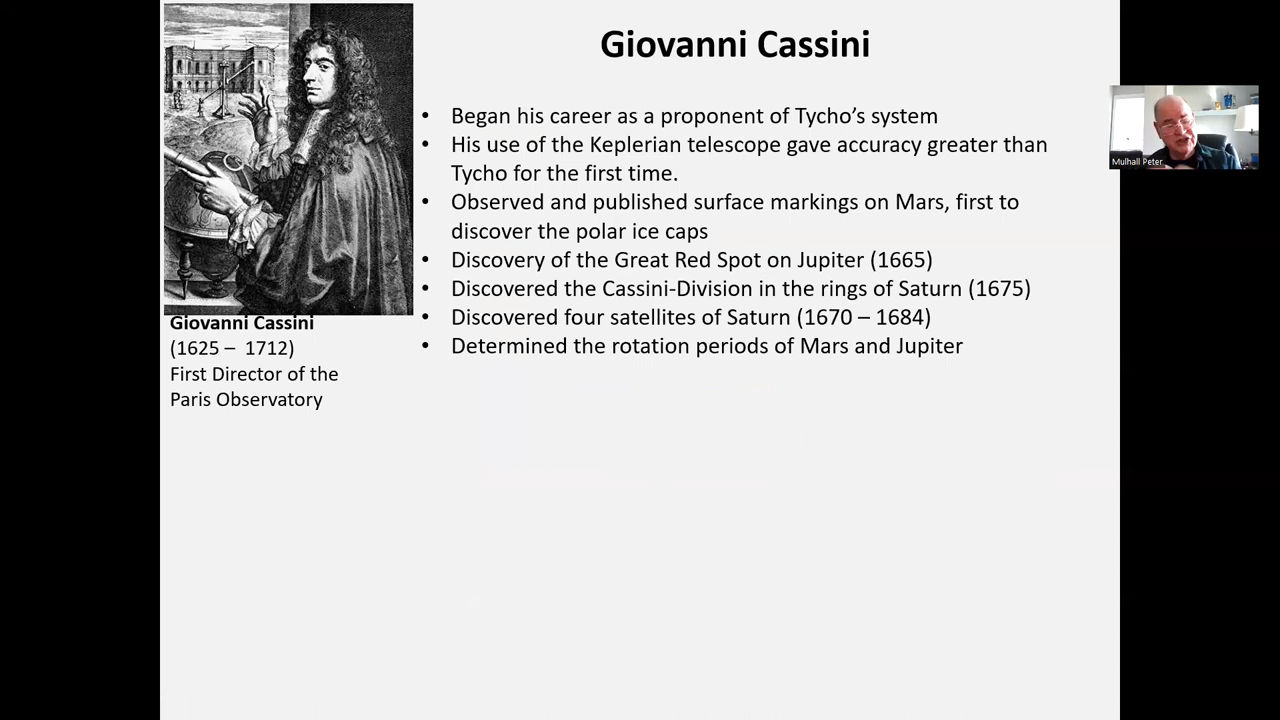 Giovanni Cassini
• Began his career as a proponent of Tycho’s system
• His use of the Keplerian telescope gave accuracy greater than
Tycho for the first time.
• Observed and published surface markings on Mars, first to
discover the polar ice caps
• Discovery of the Great Red Spot on Jupiter (1665)
• Discovered the Cassini-Division in the rings of Saturn (1675)
• Discovered four satellites of Saturn (1670 – 1684)
• Determined the rotation periods of Mars and Jupiter
Giovanni Cassini
(1625 – 1712)
First Director of the
Paris Observatory
Mulhall Peter